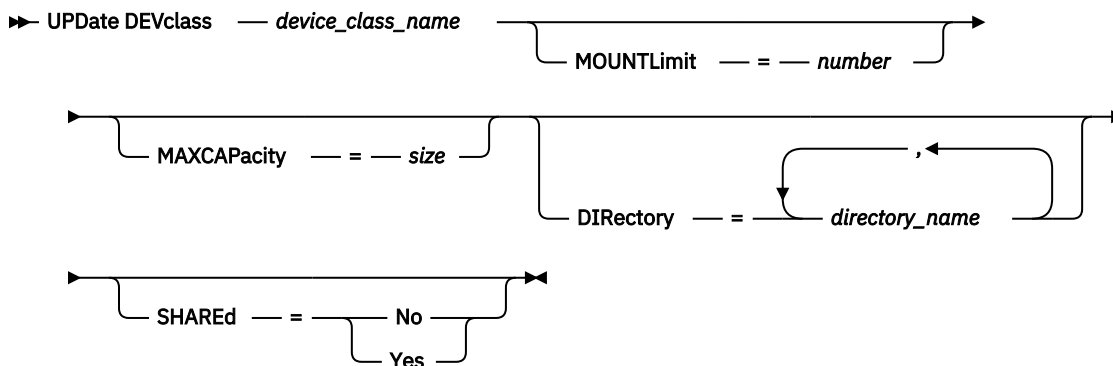 UPDate DEVclass device_class_name
MOUNTLimit = number
MAXCAPacity = size
,
DIRectory = directory_name
SHAREd = No
Yes